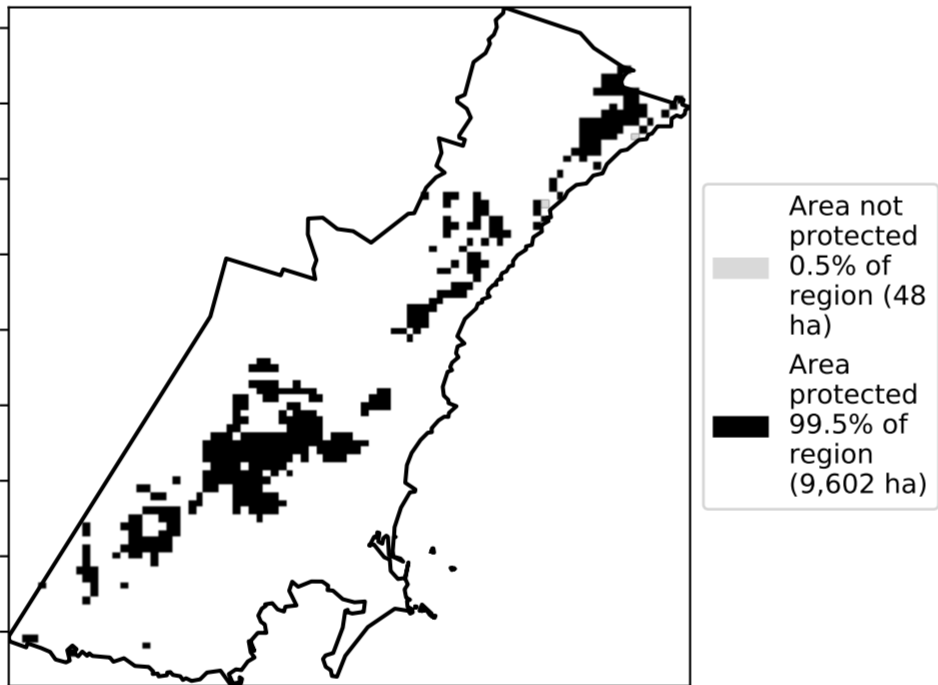 Area not
protected
0.5% of
region (48
ha)
Area
protected
99.5% of
region
(9,602 ha)